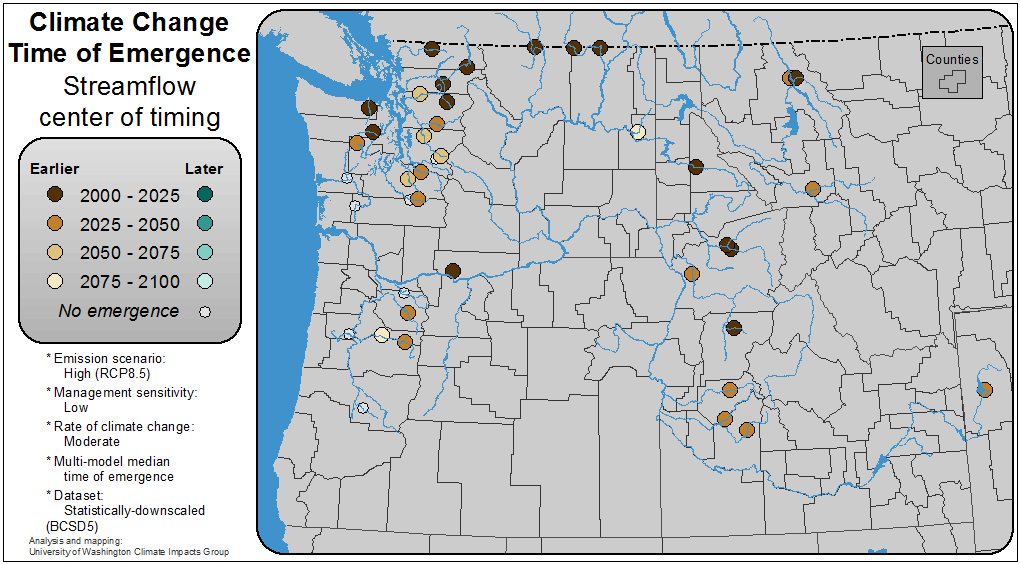 Climate Change
Time of Emergence
Streamflow
center of timing
Earlier Later
2000 - 2025
2025 - 2050
2050 - 2075
2075 - 2100
No emergence
* Emission scenario:
High (RCP8.5)
* Management sensitivity:
Low
* Rate of climate change:
Moderate
* Multi-model median
time of emergence
* Dataset:
Statistically-downscaled
(BCSD5)
Analysis and mapping:
University of Washington Climate Impacts Group
Counties